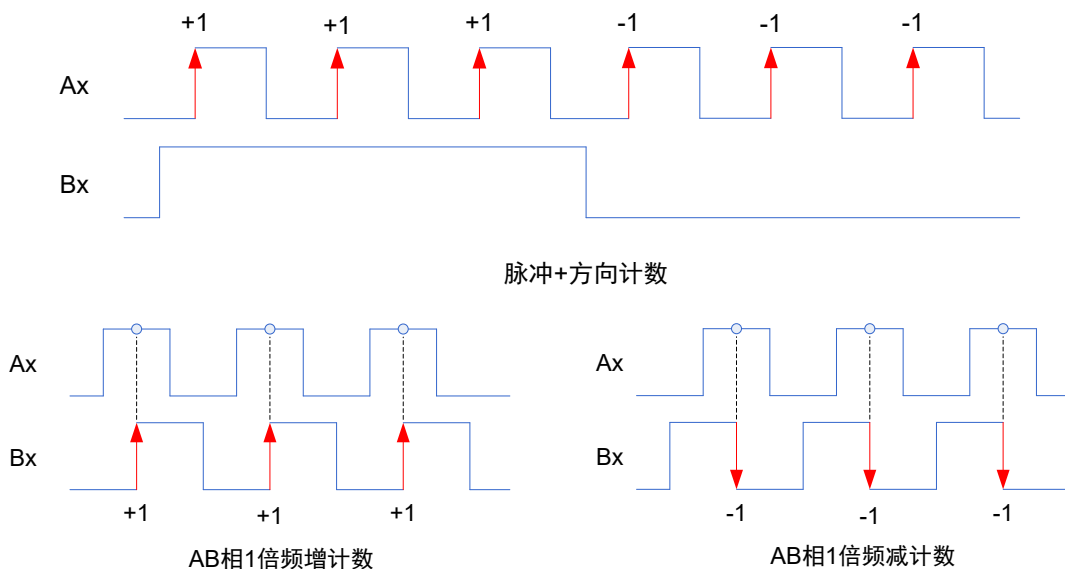 +1 +1 +1 -1 -1 -1
Ax
Bx
脉冲+方向计数
Ax
Bx
+1 +1 +1
AB相1倍频增计数
Ax
Bx
-1 -1 -1
AB相1倍频减计数